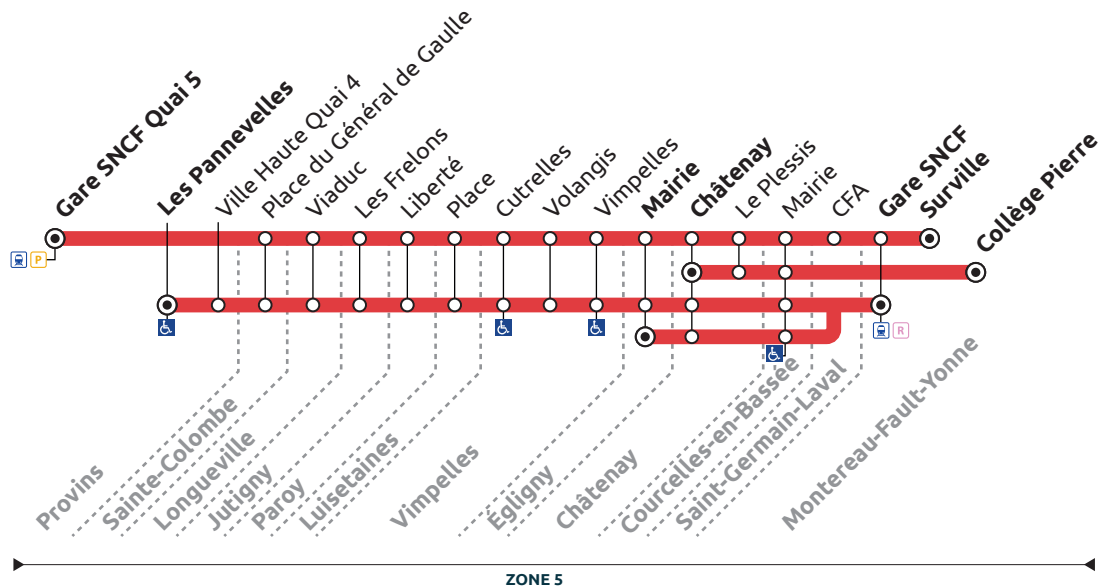 Gare SNCF Quai 5
Les Pannevelles
Ville Haute Quai 4
Place du Général de Gaulle
Viaduc
Les Frelons
Liberté
Place
Cutrelles
Volangis
Vimpelles
Mairie
Châtenay
Le Plessis
Mairie
CFA
Gare SNCF
Surville
Collège Pierre
P
R
Provins
Sainte-Colombe
Longueville
Jutigny
Paroy
Luisetaines
Vimpelles
Égligny
Châtenay
Courcelles-en-Bassée
Saint-Germain-Laval
Montereau-Fault-Yonne
ZONE 5